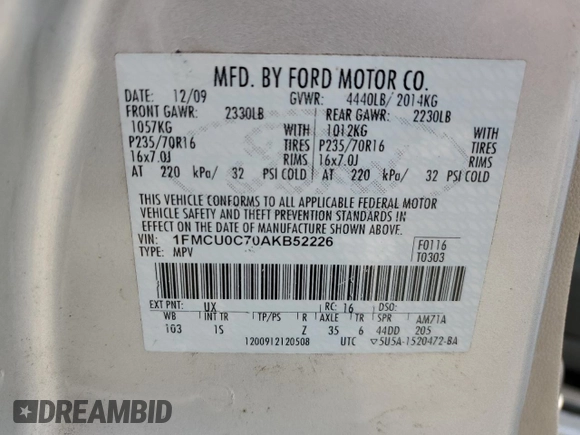 MFD. BY FORD MOTOR CO.
DATE: 12/09 GVWR: 4440LB/ 2014KG
FRONT GAWR: 2330LB REAR GAWR: 2230LB
1057KG WITH 1012KG WITH
P235/70R16 TIRES P235/70R16 TIRES
16x7.0J RIMS 16x7.0J RIMS
AT 220 kPa/ 32 PSI COLD AT 220 kPa/ 32 PSI COLD
THIS VEHICLE CONFORMS TO ALL APPLICABLE FEDERAL MOTOR
VEHICLE SAFETY AND THEFT PREVENTION STANDARDS IN
EFFECT ON THE DATE OF MANUFACTURE SHOWN ABOVE.
VIN: 1FMCU0C70AKB52226 F0116
TYPE: MPV T0303
EXT PNT: UX RC: 16 DSO:
WB INT TR TP/PS R AXLE TR SPR AM71A
103 1S Z 35 6 44DD 205
1200912120508 UTC ▽5U5A-1520472-BA
DREAMBID